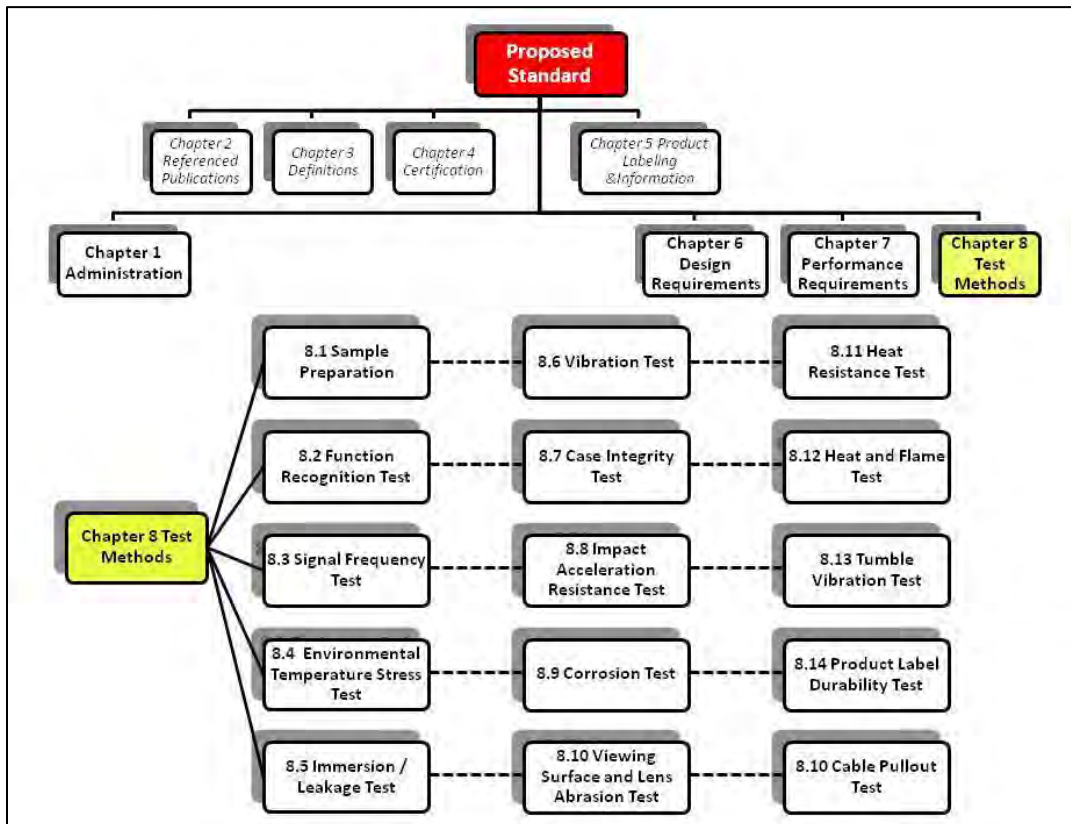 Proposed
Standard
Chapter 2
Referenced
Publications
Chapter 3
Definitions
Chapter 4
Certification
Chapter 5 Product
Labeling
&Information
Chapter 1
Administration
Chapter 6
Design
Requirements
Chapter 7
Performance
Requirements
Chapter 8
Test
Methods
8.1 Sample
Preparation
8.6 Vibration Test
8.11 Heat
Resistance Test
8.2 Function
Recognition Test
8.7 Case Integrity
Test
8.12 Heat and Flame
Test
Chapter 8 Test
Methods
8.3 Signal Frequency
Test
8.8 Impact
Acceleration
Resistance Test
8.13 Tumble
Vibration Test
8.4 Environmental
Temperature Stress
Test
8.9 Corrosion Test
8.14 Product Label
Durability Test
8.5 Immersion /
Leakage Test
8.10 Viewing
Surface and Lens
Abrasion Test
8.10 Cable Pullout
Test